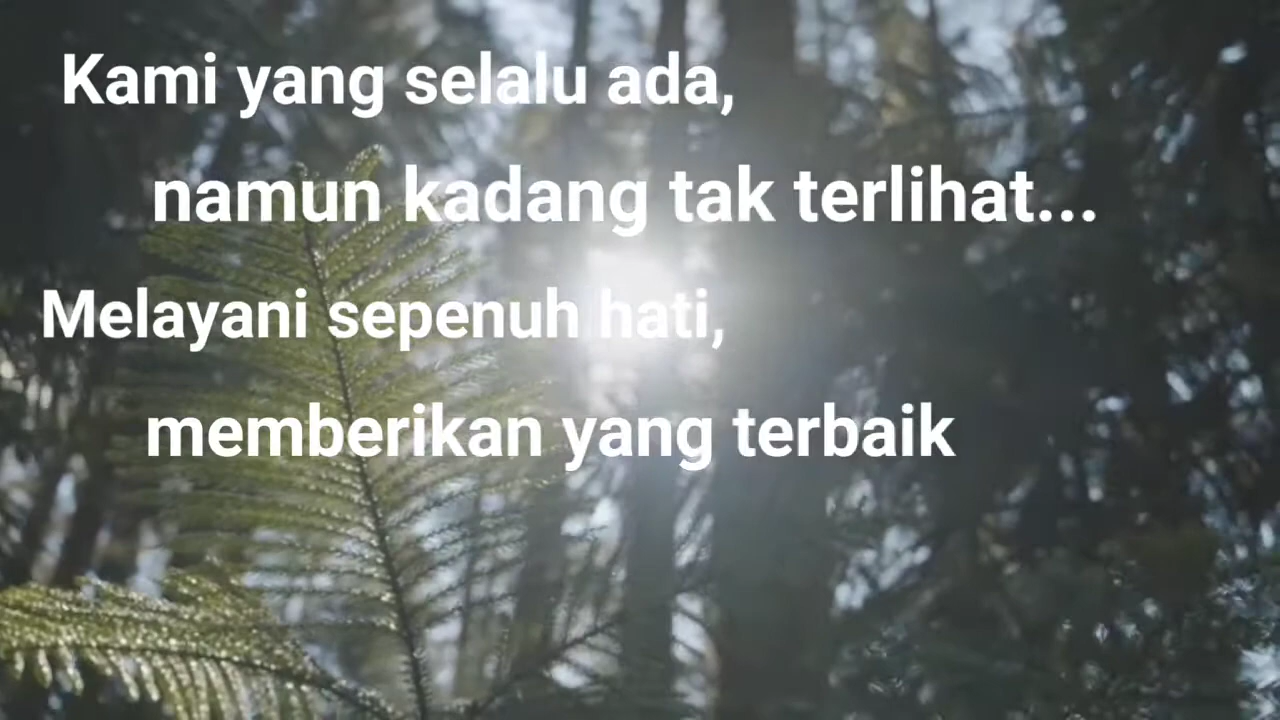 Kami yang selalu ada,
namun kadang tak terlihat...
Melayani sepenuh hati,
memberikan yang terbaik